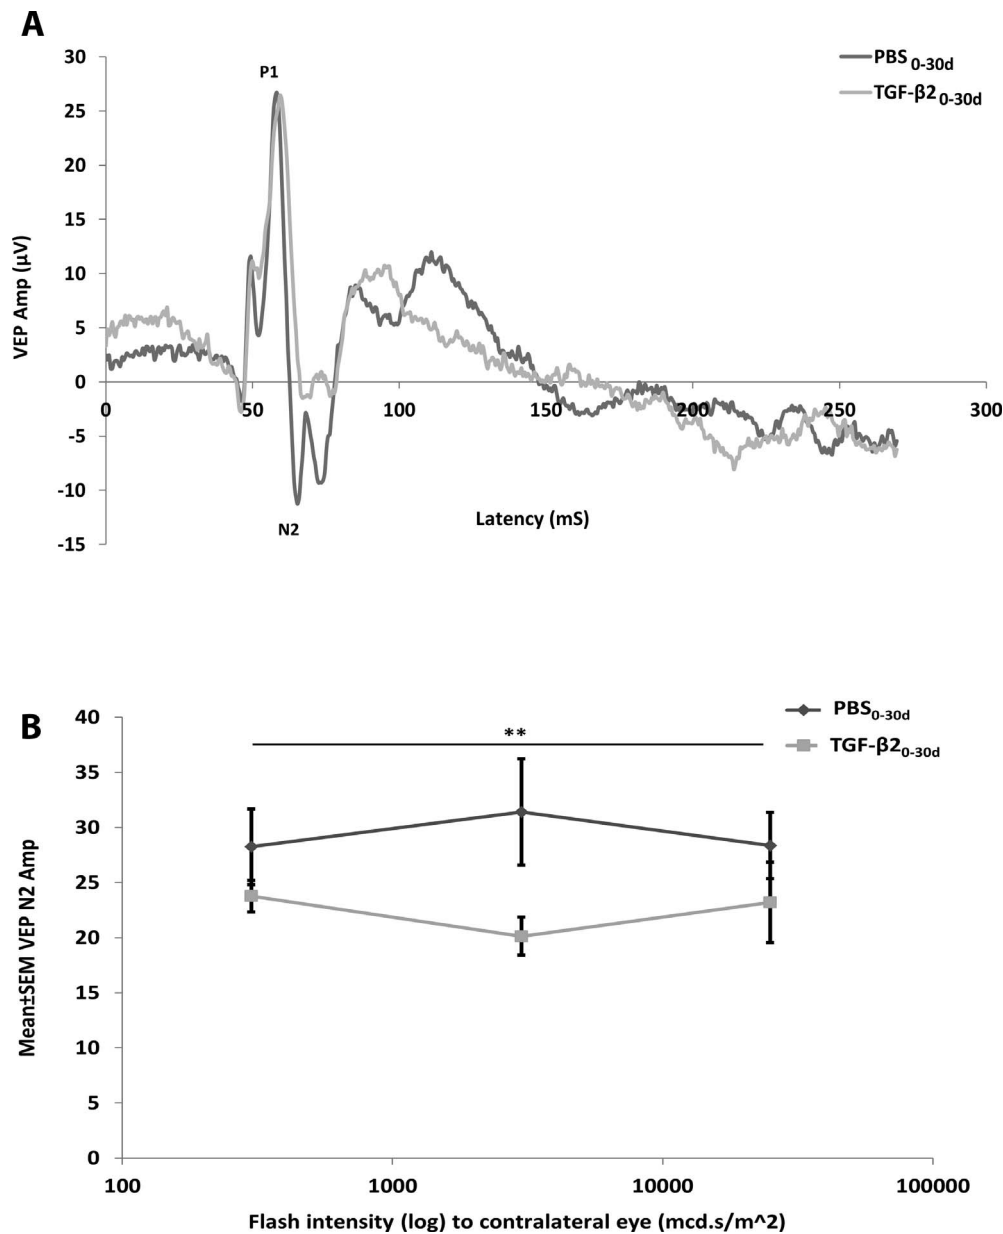 A
30
25
20
15
10
5
0
-5
-10
-15
VEP Amp (µV)
P1
N2
PBS0-30d
TGF-β20-30d
0 50 100 150 200 250 300
Latency (mS)
B
40
35
30
25
20
15
10
5
0
Mean±SEM VEP N2 Amp
**
PBS0-30d
TGF-β20-30d
100 1000 10000 100000
Flash intensity (log) to contralateral eye (mcd.s/m^2)